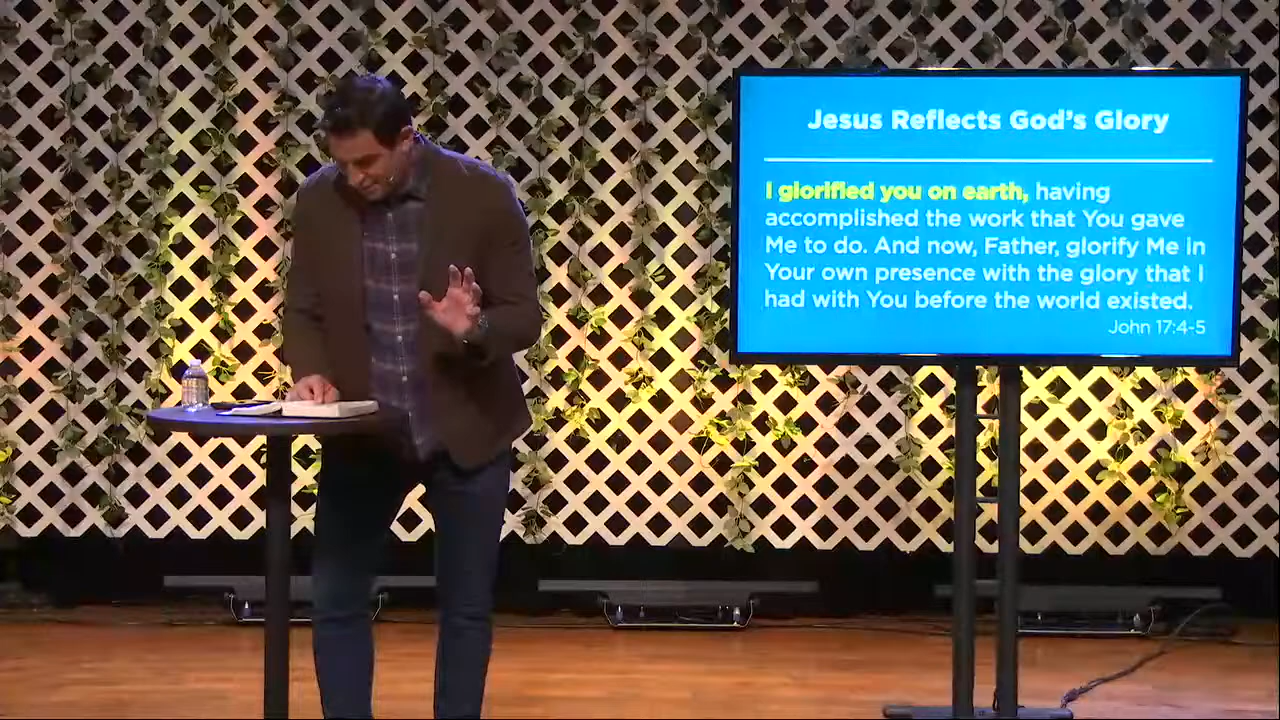 Jesus Reflects God's Glory
I glorified you on earth, having
accomplished the work that You gave
Me to do. And now, Father, glorify Me in
Your own presence with the glory that I
had with You before the world existed.
John 17:4-5